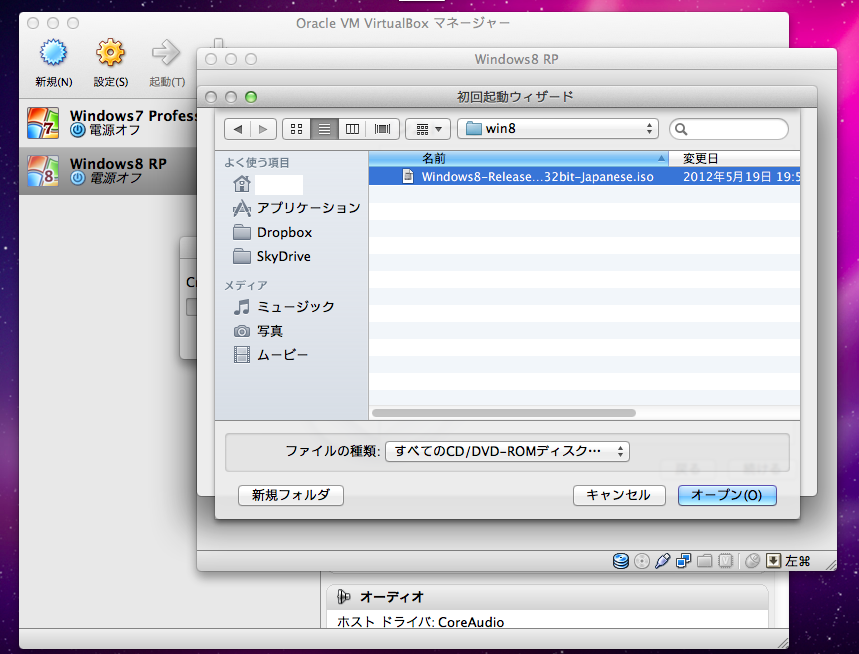 Oracle VM VirtualBox マネージャー
新規(N)
設定(S)
起動(T)
Windows7 Profess
電源オフ
Windows8 RP
電源オフ
Windows8 RP
初回起動ウィザード
win8
よく使う項目
アプリケーション
Dropbox
SkyDrive
メディア
ミュージック
写真
ムービー
名前
変更日
Windows8-Release...32bit-Japanese.iso
2012年5月19日 19:5
ファイルの種類:
すべてのCD/DVD-ROMディスク…
新規フォルダ
キャンセル
オープン(O)
左⌘
オーディオ
ホスト ドライバ: CoreAudio